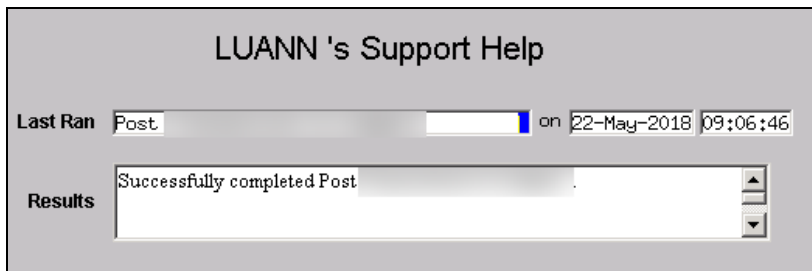 LUANN 's Support Help
Last Ran Post on 22-May-2018 09:06:46
Results Successfully completed Post .